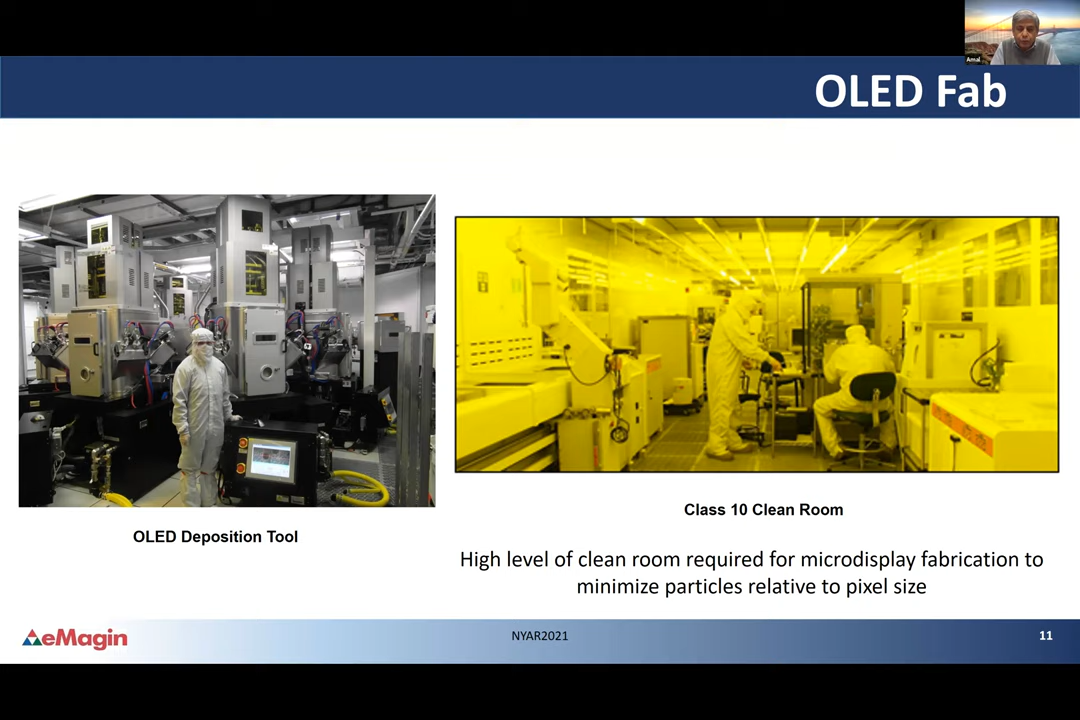 Amal
OLED Fab
OLED Deposition Tool
Class 10 Clean Room
High level of clean room required for microdisplay fabrication to
minimize particles relative to pixel size
eMagin
NYAR2021
11